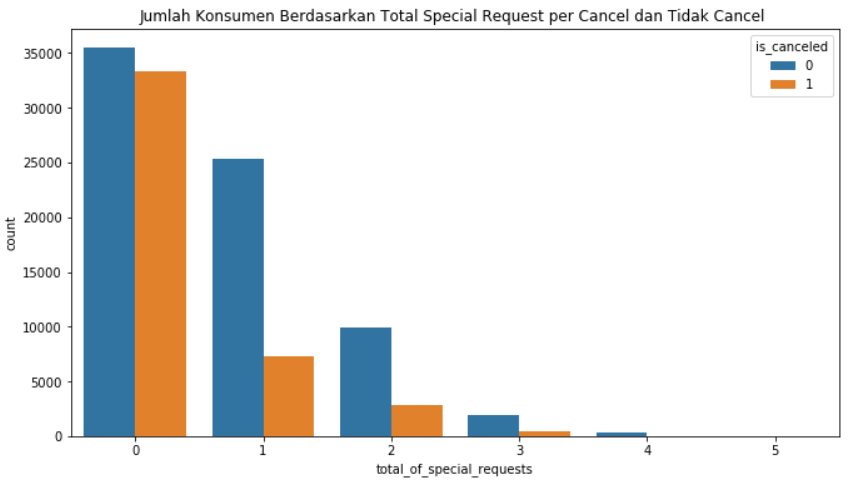 Jumlah Konsumen Berdasarkan Total Special Request per Cancel dan Tidak Cancel
is_canceled
0
1
35000
30000
25000
20000
15000
10000
5000
0
count
0 1 2 3 4 5
total_of_special_requests